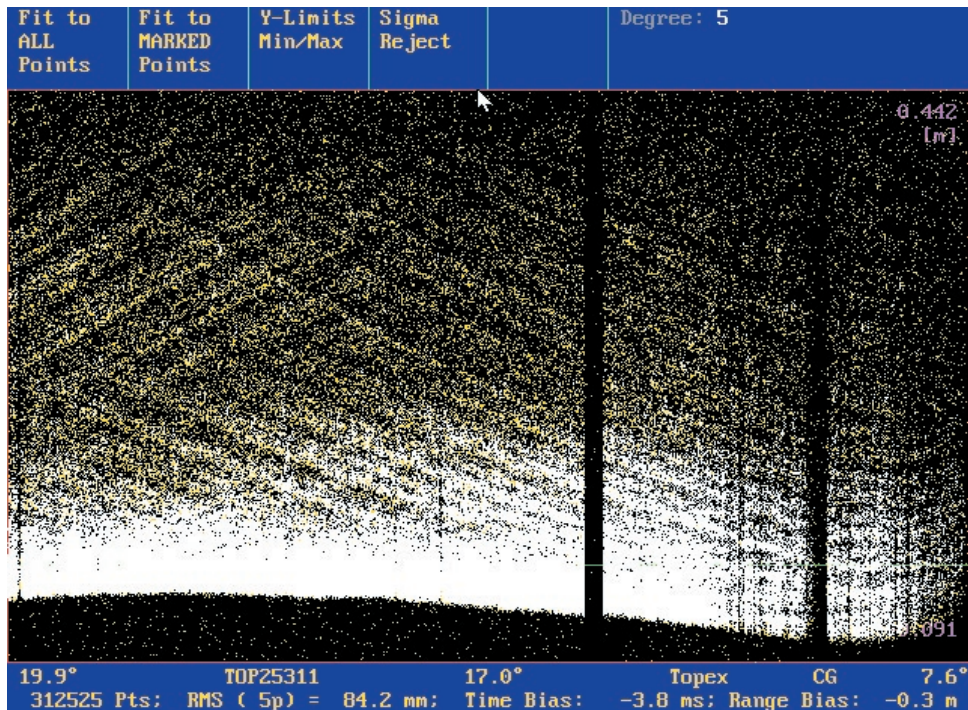 Fit to ALL Points
Fit to MARKED Points
Y-Limits Min/Max
Sigma Reject
Degree: 5
0.442
[m]
.091
19.9° TOP25311 17.0° Topex CG 7.6°
312525 Pts; RMS ( 5p) = 84.2 mm; Time Bias: -3.8 ms; Range Bias: -0.3 m